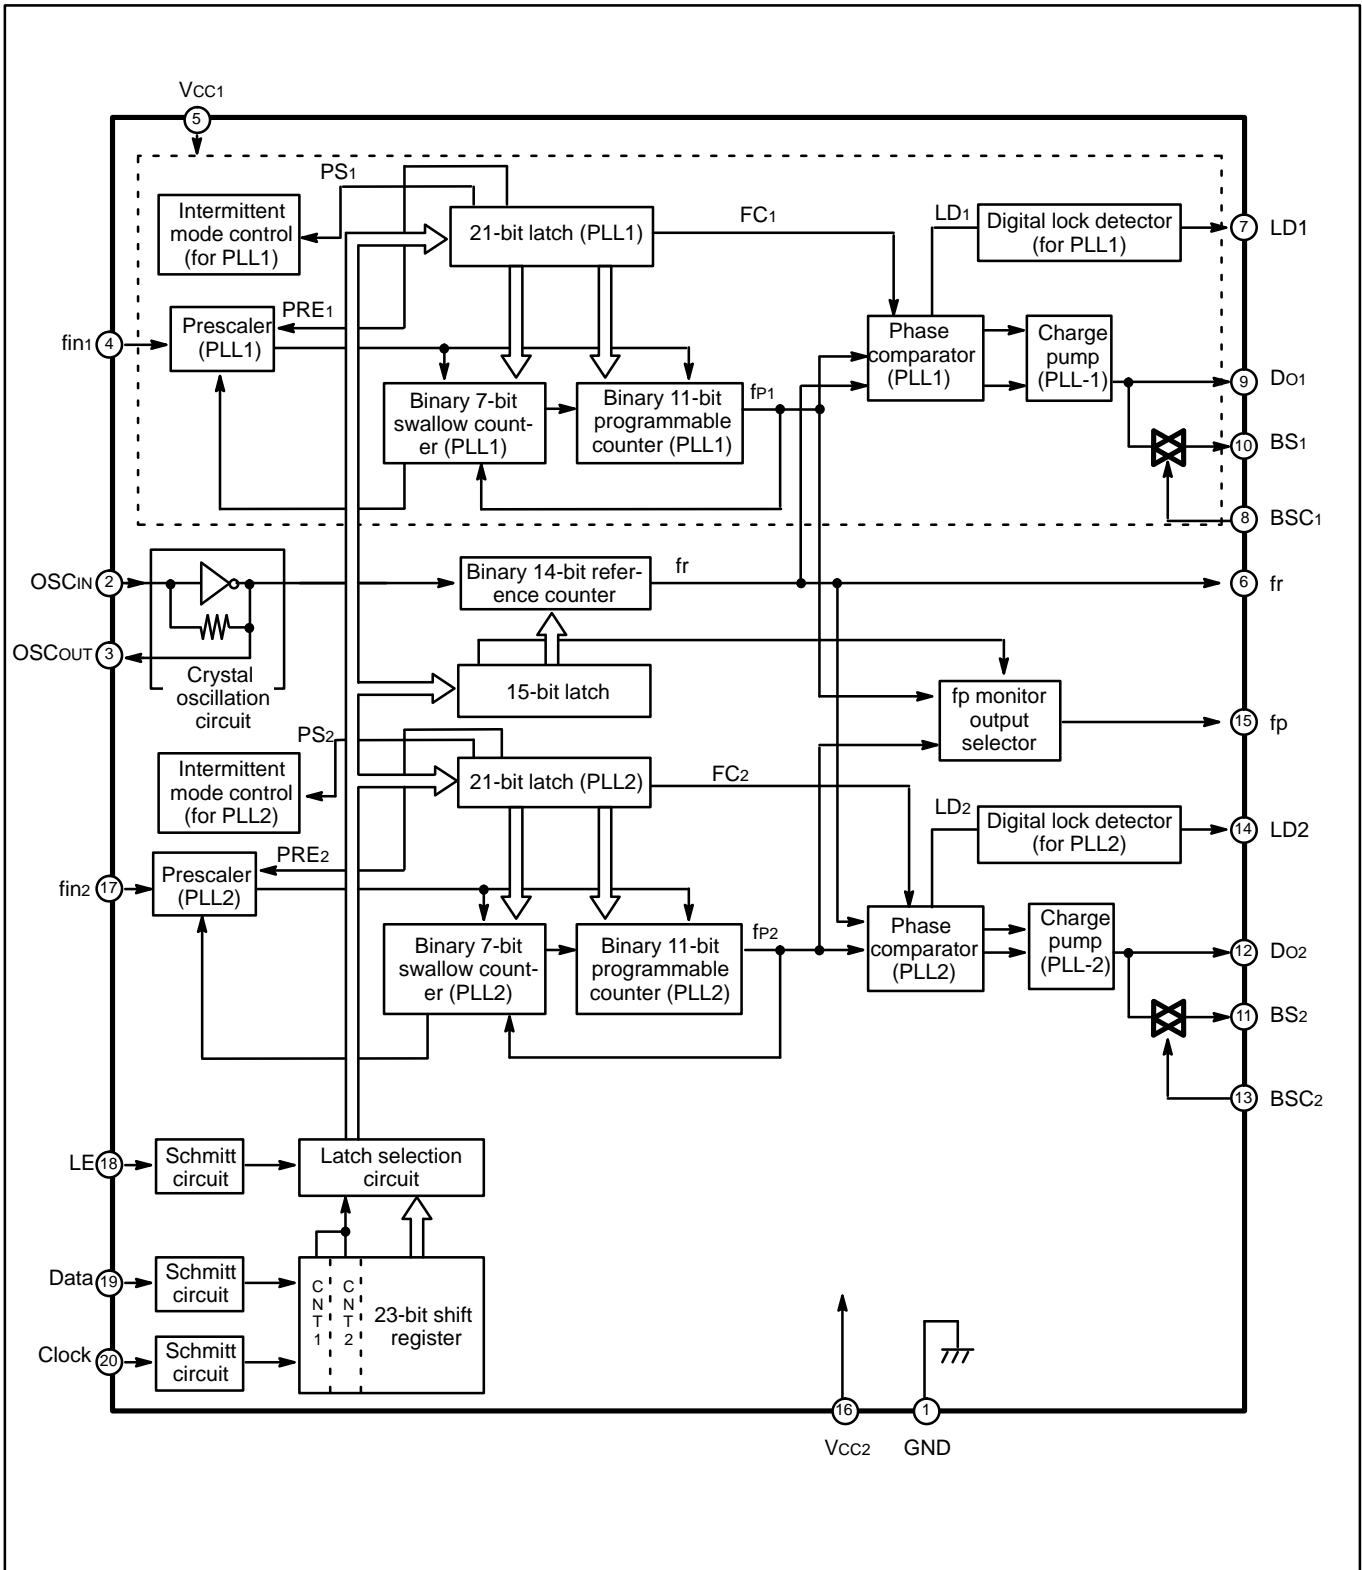 VCC1
5
PS1
Intermittent
mode control
(for PLL1)
21-bit latch (PLL1)
FC1
LD1
Digital lock detector
(for PLL1)
7
LD1
PRE1
fin1
4
Prescaler
(PLL1)
Phase
comparator
(PLL1)
Charge
pump
(PLL-1)
Binary 7-bit
swallow count-
er (PLL1)
Binary 11-bit
programmable
counter (PLL1)
fP1
9
DO1
10
BS1
8
BSC1
OSCIN
2
Binary 14-bit refer-
ence counter
fr
6
fr
OSCOUT
3
Crystal
oscillation
circuit
15-bit latch
fp monitor
output
selector
15
fp
PS2
Intermittent
mode control
(for PLL2)
21-bit latch (PLL2)
FC2
LD2
Digital lock detector
(for PLL2)
14
LD2
PRE2
fin2
17
Prescaler
(PLL2)
Phase
comparator
(PLL2)
Charge
pump
(PLL-2)
Binary 7-bit
swallow count-
er (PLL2)
Binary 11-bit
programmable
counter (PLL2)
fP2
12
DO2
11
BS2
13
BSC2
LE
18
Schmitt
circuit
Latch selection
circuit
Data
19
Schmitt
circuit
CNT1
CNT2
23-bit shift
register
Clock
20
Schmitt
circuit
16
1
VCC2
GND